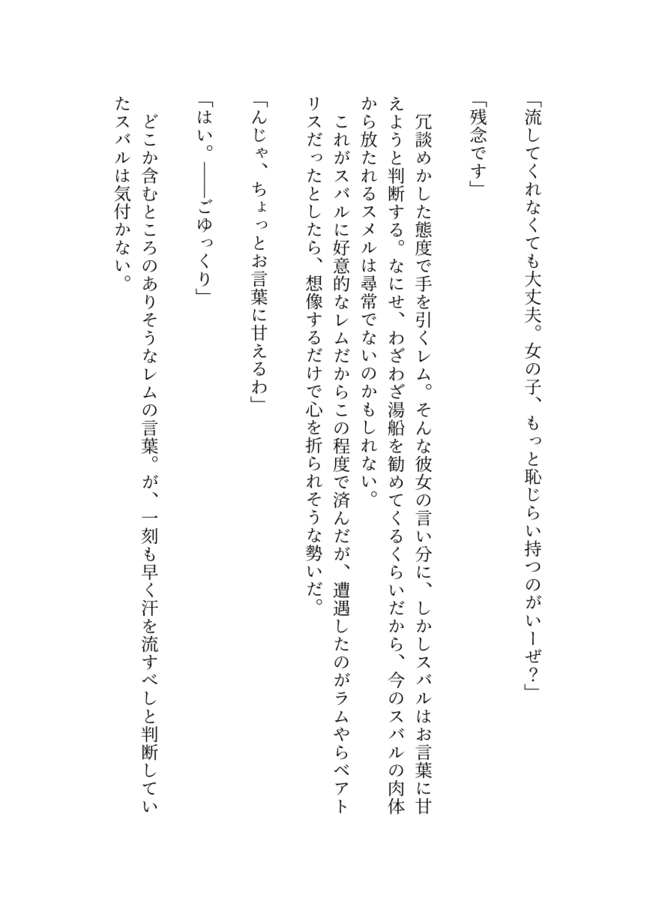 「流してくれなくても大丈夫。女の子、もっと恥じらい持つのがいーぜ？」
「残念です」
　冗談めかした態度で手を引くレム。そんな彼女の言い分に、しかしスバルはお言葉に甘
えようと判断する。なにせ、わざわざ湯船を勧めてくるくらいだから、今のスバルの肉体
から放たれるスメルは尋常でないのかもしれない。
　これがスバルに好意的なレムだからこの程度で済んだが、遭遇したのがラムやらベアト
リスだったとしたら、想像するだけで心を折られそうな勢いだ。
「んじゃ、ちょっとお言葉に甘えるわ」
「はい。――ごゆっくり」
　どこか含むところのありそうなレムの言葉。が、一刻も早く汗を流すべしと判断してい
たスバルは気付かない。